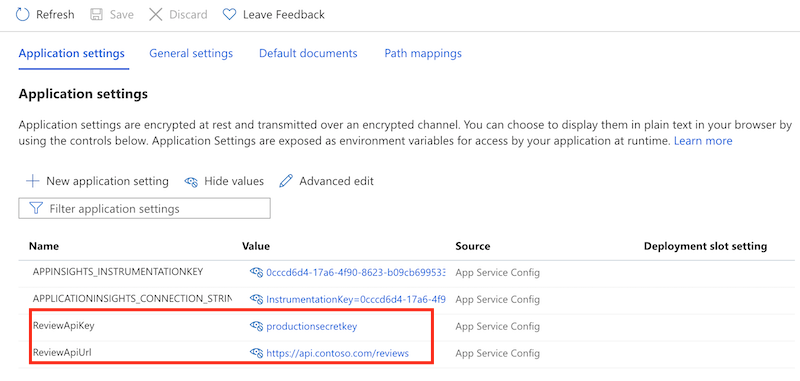 Refresh Save Discard Leave Feedback
Application settings General settings Default documents Path mappings
Application settings
Application settings are encrypted at rest and transmitted over an encrypted channel. You can choose to display them in plain text in your browser by
using the controls below. Application Settings are exposed as environment variables for access by your application at runtime. Learn more
New application setting Hide values Advanced edit
Filter application settings
Name Value Source Deployment slot setting
APPINSIGHTS_INSTRUMENTATIONKEY 0cccd6d4-17a6-4f90-8623-b09cb699533 App Service Config
APPLICATIONINSIGHTS_CONNECTION_STRIN InstrumentationKey=0cccd6d4-17a6-4f9 App Service Config
ReviewApiKey productionsecretkey App Service Config
ReviewApiUrl https://api.contoso.com/reviews App Service Config